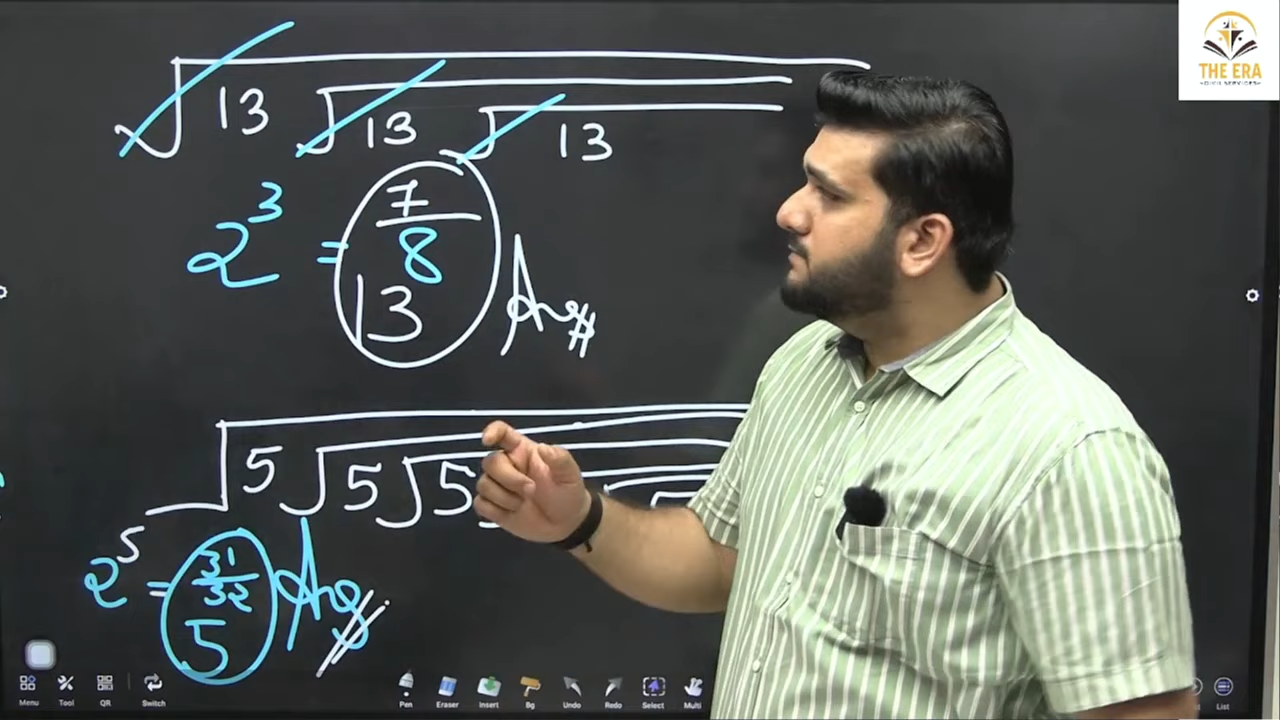 THE ERA
√13 √13 √13
2³ = 13^(7/8) Ans
√5 √5 √5
2⁵ = 5^(31/32) Ans
Menu Tool QR Switch Pen Eraser Insert Bg Undo Redo Select Multi List